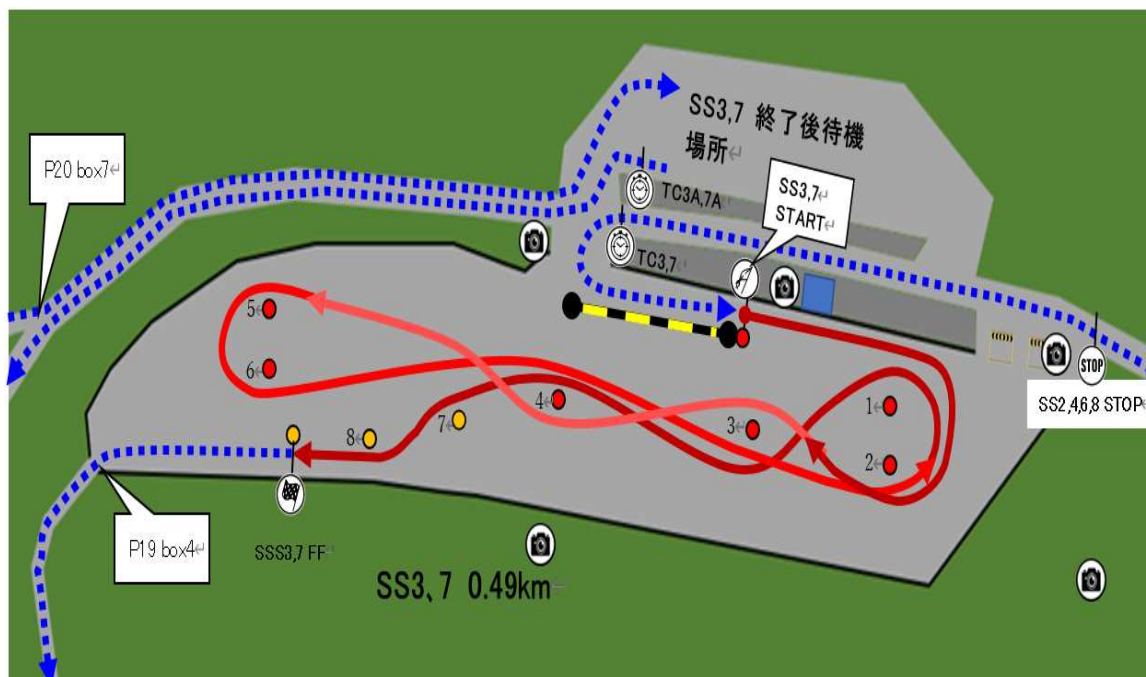 SS3,7 終了後待機
場所↵
P20 box7↵
TC3A,7A↵
SS3,7↵
START↵
TC3,7↵
5↵
6↵
4↵
3↵
1↵
2↵
7↵
8↵
STOP
SS2,4,6,8 STOP↵
P19 box4↵
SSS3,7 FF↵
SS3、7 0.49km↵